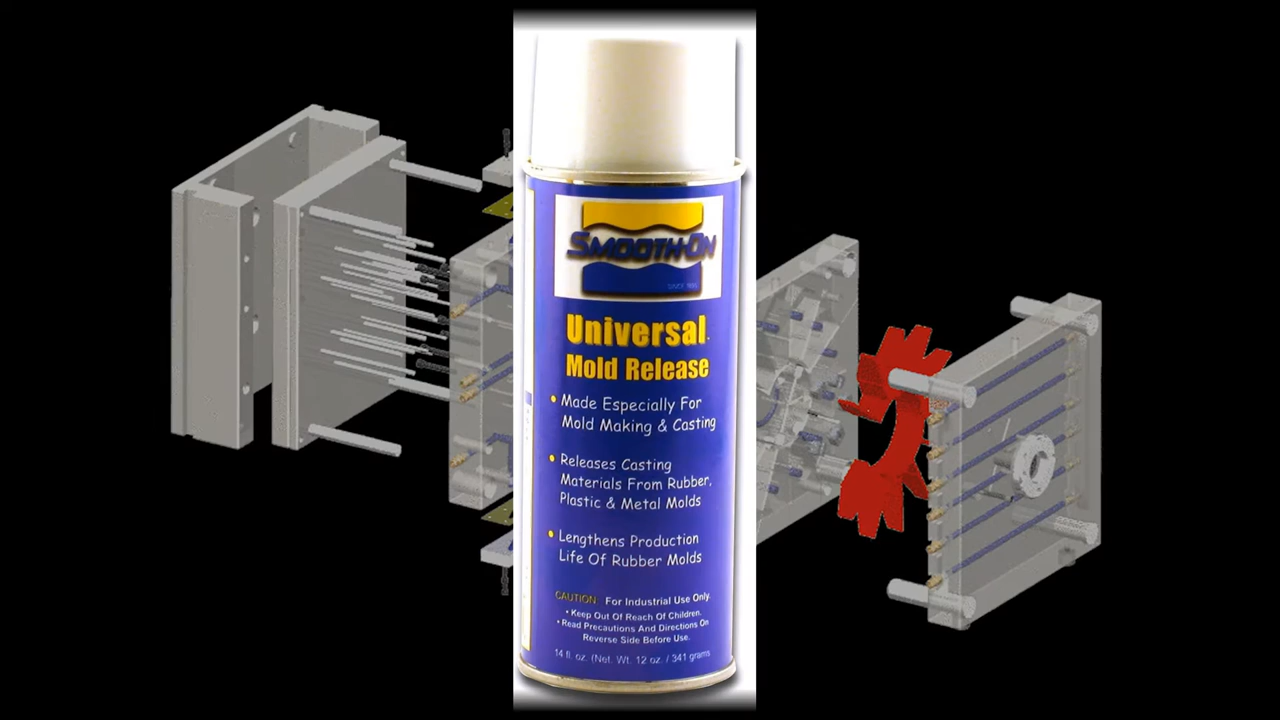 SMOOTH-ON
Universal
Mold Release
• Made Especially For
Mold Making & Casting
• Releases Casting
Materials From Rubber,
Plastic & Metal Molds
• Lengthens Production
Life Of Rubber Molds
CAUTION: For Industrial Use Only.
• Keep Out Of Reach Of Children.
• Read Precautions And Directions On
Reverse Side Before Use.
14 fl. oz. (Net. Wt. 12 oz. / 341 grams